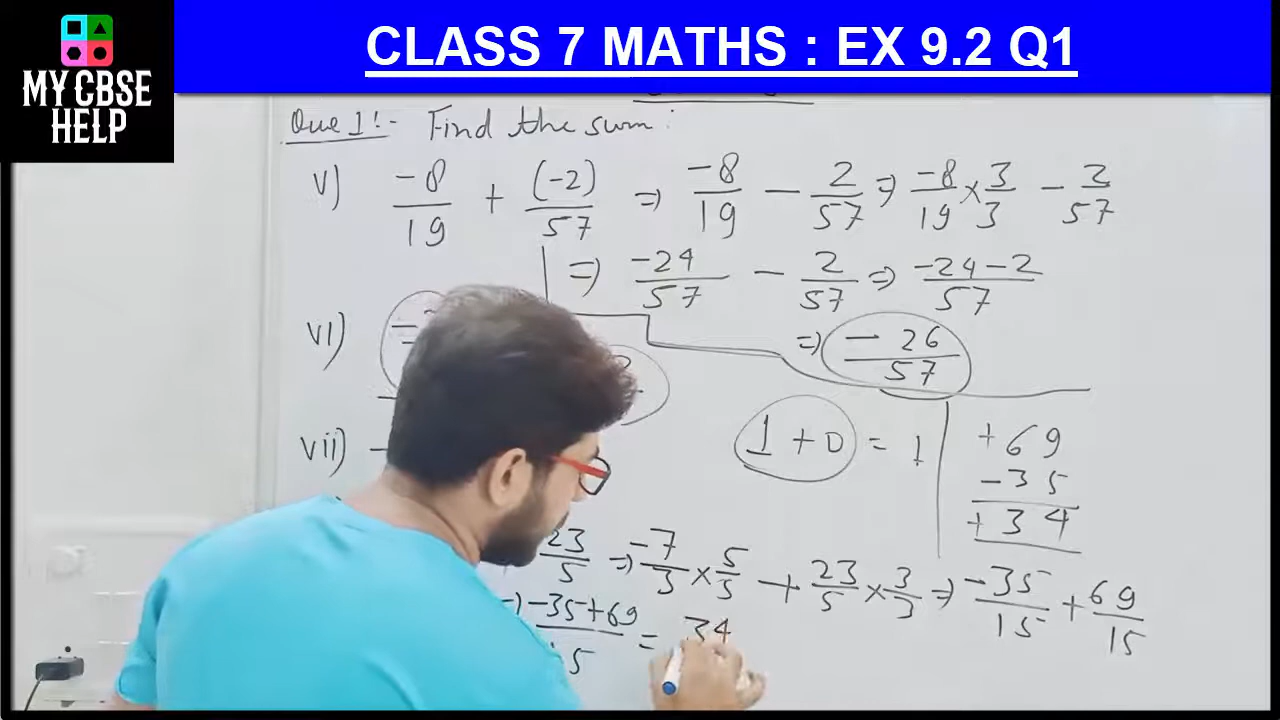 MY CBSE
HELP
CLASS 7 MATHS : EX 9.2 Q1
Que 1:- Find the sum:
v) -8/19 + (-2)/57 ⇒ -8/19 - 2/57 ⇒ -8/19 × 3/3 - 2/57
⇒ -24/57 - 2/57 ⇒ -24-2/57
⇒ -26/57
vi)
1 + 0 = 1
vii)
+69
-35
+34
23/5 ⇒ -7/3 × 5/5 + 23/5 × 3/3 ⇒ -35/15 + 69/15
⇒ -35+69/15 = 34